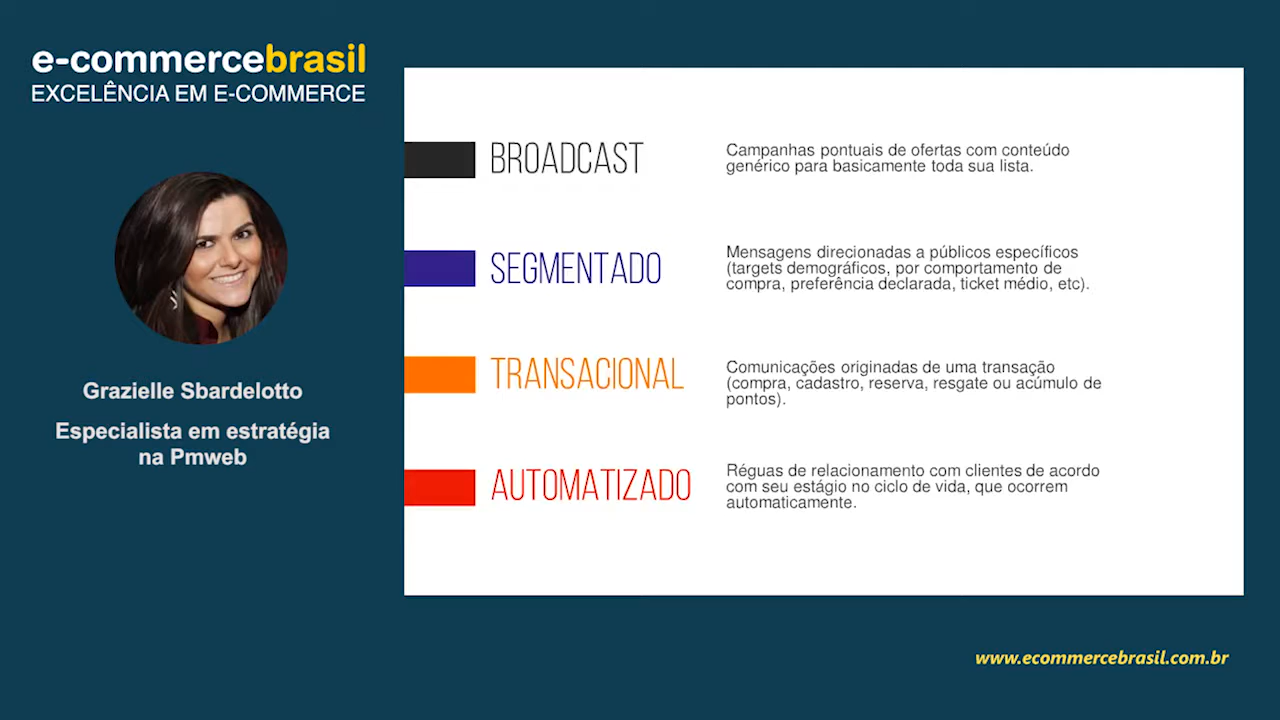 e-commercebrasil
EXCELÊNCIA EM E-COMMERCE
Grazielle Sbardelotto
Especialista em estratégia
na Pmweb
BROADCAST
Campanhas pontuais de ofertas com conteúdo
genérico para basicamente toda sua lista.
SEGMENTADO
Mensagens direcionadas a públicos específicos
(targets demográficos, por comportamento de
compra, preferência declarada, ticket médio, etc).
TRANSACIONAL
Comunicações originadas de uma transação
(compra, cadastro, reserva, resgate ou acúmulo de
pontos).
AUTOMATIZADO
Réguas de relacionamento com clientes de acordo
com seu estágio no ciclo de vida, que ocorrem
automaticamente.
www.ecommercebrasil.com.br